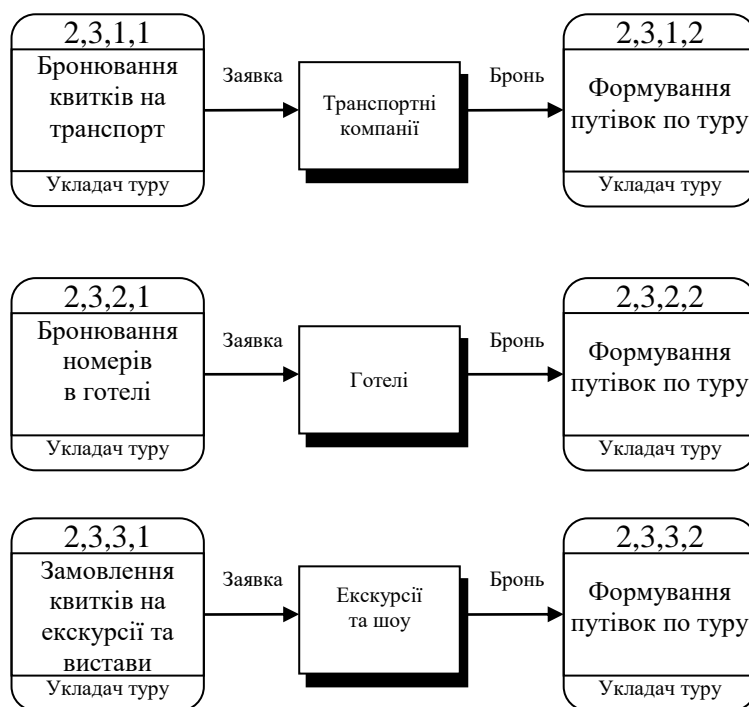 2,3,1,1
Бронювання
квитків на
транспорт
Укладач туру
Заявка
Транспортні
компанії
Бронь
2,3,1,2
Формування
путівок по туру
Укладач туру
2,3,2,1
Бронювання
номерів
в готелі
Укладач туру
Заявка
Готелі
Бронь
2,3,2,2
Формування
путівок по туру
Укладач туру
2,3,3,1
Замовлення
квитків на
екскурсії та
вистави
Укладач туру
Заявка
Екскурсії
та шоу
Бронь
2,3,3,2
Формування
путівок по туру
Укладач туру